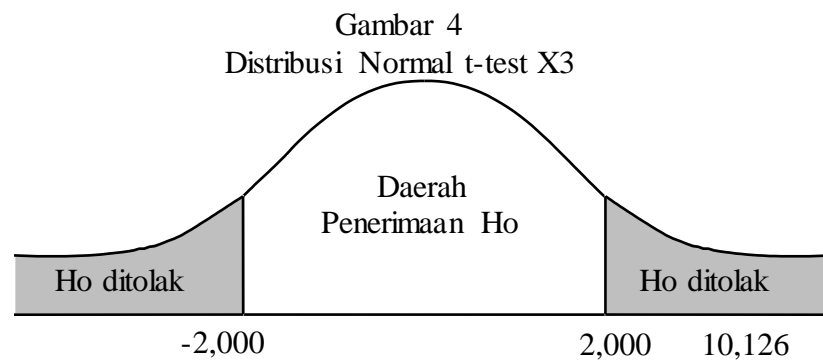 Gambar 4
Distribusi Normal t-test X3
Daerah
Penerimaan Ho
Ho ditolak
Ho ditolak
-2,000
2,000
10,126